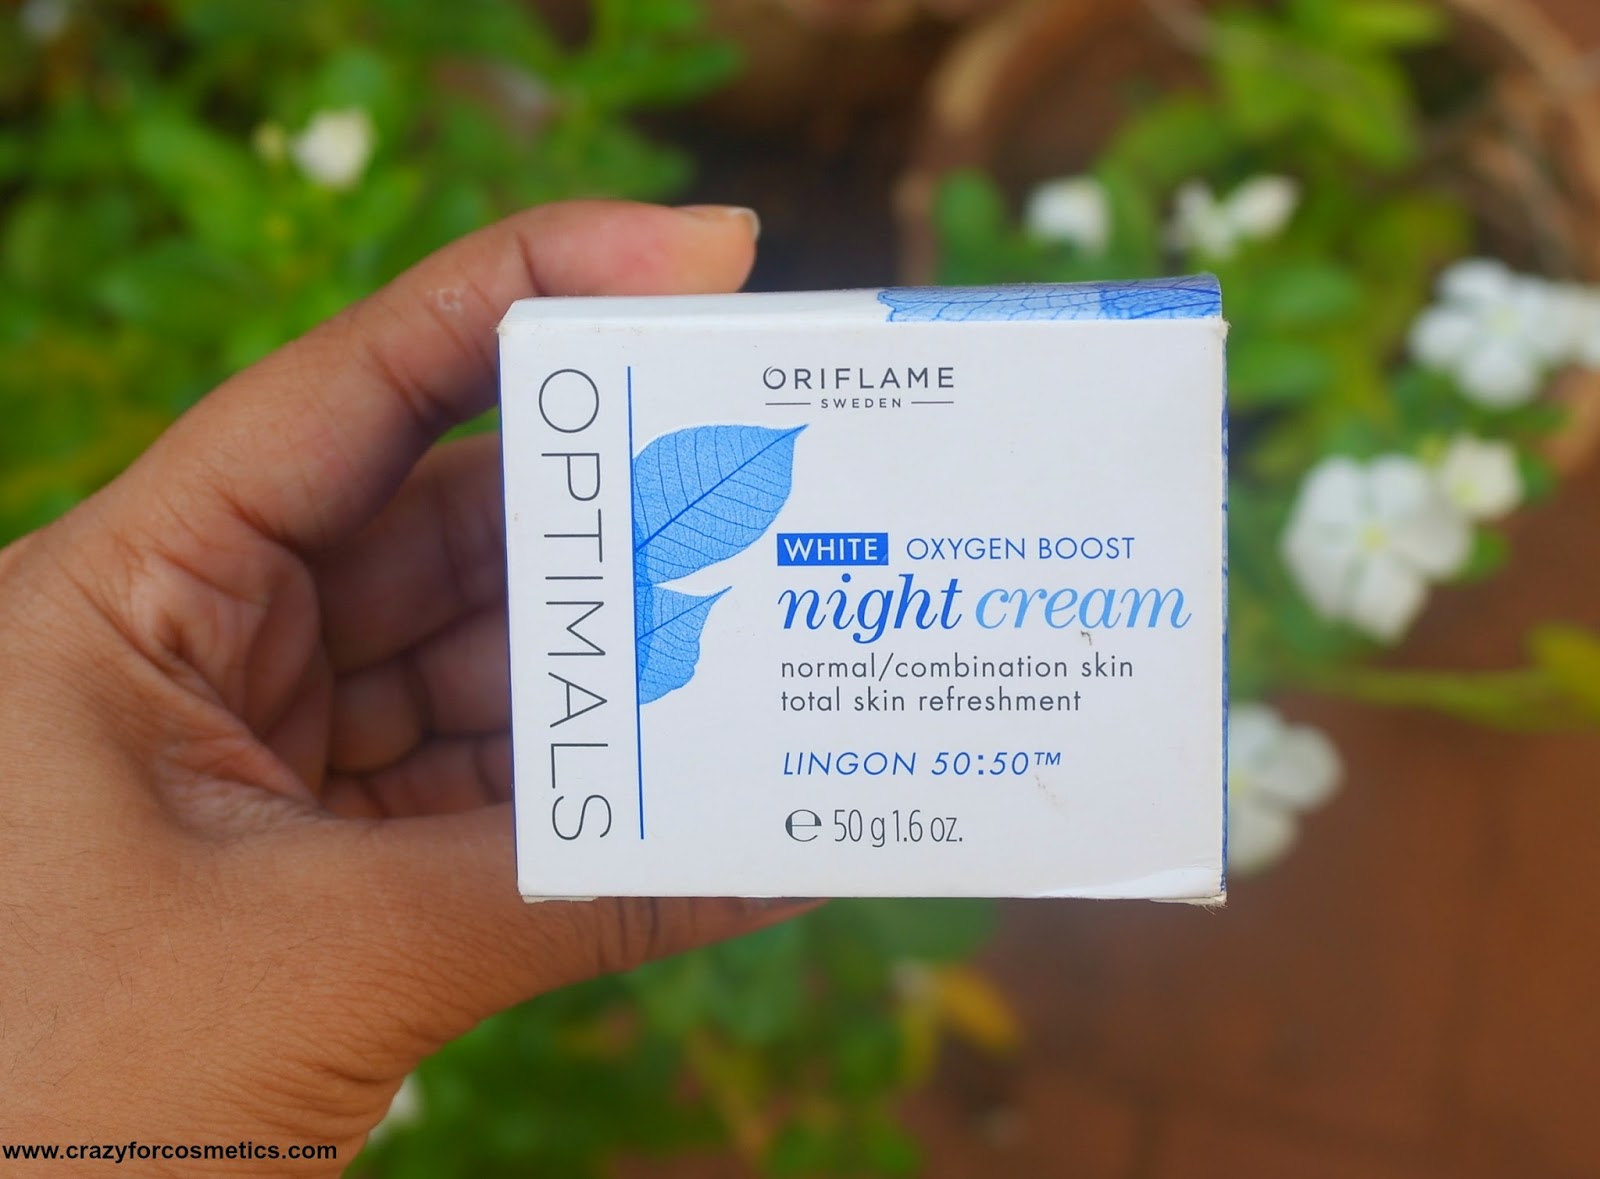 OPTIMALS
ORIFLAME
SWEDEN
WHITE OXYGEN BOOST
night cream
normal/combination skin
total skin refreshment
LINGON 50:50™
℮ 50 g 1.6 oz.
www.crazyforcosmetics.com